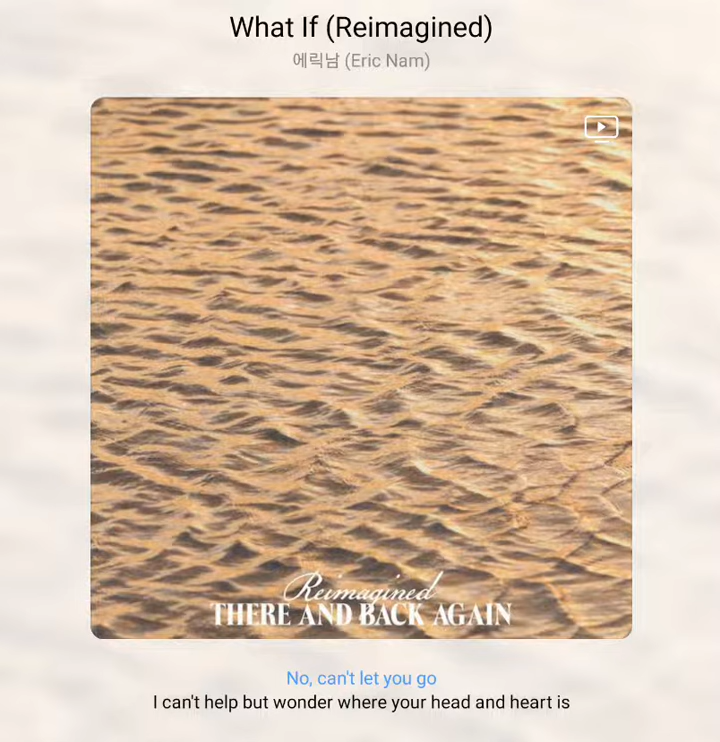 What If (Reimagined)
에릭남 (Eric Nam)
Reimagined
THERE AND BACK AGAIN
No, can't let you go
I can't help but wonder where your head and heart is